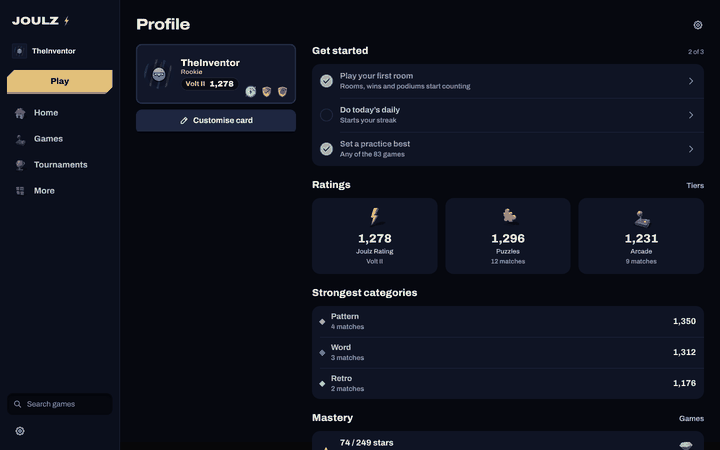 JOULZ
TheInventor
Play
Home
Games
Tournaments
More
Search games
Profile
TheInventor
Rookie
Volt II 1,278
Customise card
Get started
2 of 3
Play your first room
Rooms, wins and podiums start counting
Do today's daily
Starts your streak
Set a practice best
Any of the 83 games
Ratings
Tiers
1,278
Joulz Rating
Volt II
1,296
Puzzles
12 matches
1,231
Arcade
9 matches
Strongest categories
Pattern
4 matches
1,350
Word
3 matches
1,312
Retro
2 matches
1,176
Mastery
Games
74 / 249 stars